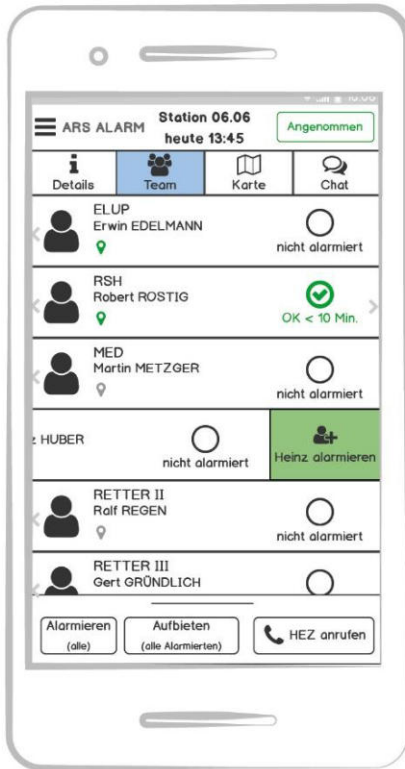 Station 06.06
ARS ALARM
heute 13:45
Angenommen
Details
Team
Karte
Chat
ELUP
Erwin EDELMANN
nicht alarmiert
RSH
Robert ROSTIG
OK < 10 Min.
MED
Martin METZGER
nicht alarmiert
HUBER
nicht alarmiert
Heinz alarmieren
RETTER II
Ralf REGEN
nicht alarmiert
RETTER III
Gert GRÜNDLICH
Alarmieren
(alle)
Aufbieten
(alle Alarmierten)
HEZ anrufen